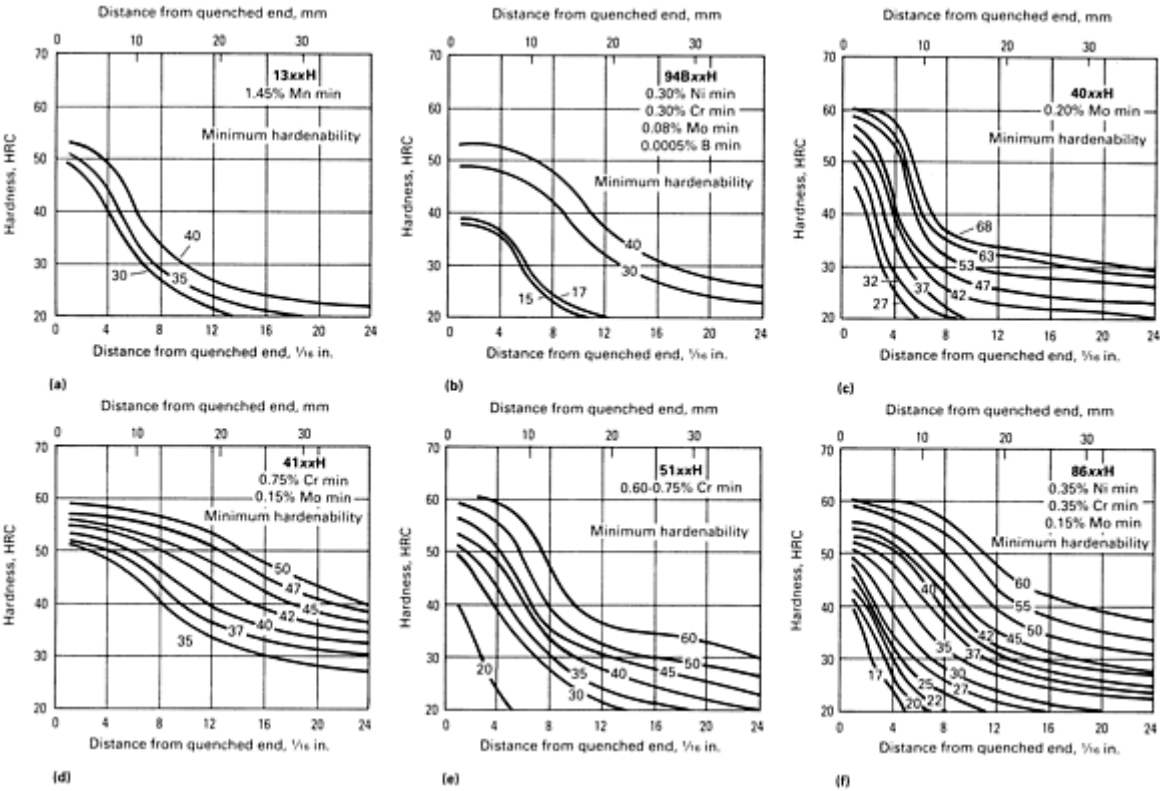 Distance from quenched end, mm
0 10 20 30
70
60
50
40
30
20
Hardness, HRC
13xxH
1.45% Mn min
Minimum hardenability
40
35
30
0 4 8 12 16 20 24
Distance from quenched end, 1⁄16 in.
(a)
Distance from quenched end, mm
0 10 20 30
70
60
50
40
30
20
Hardness, HRC
94BxxH
0.30% Ni min
0.30% Cr min
0.08% Mo min
0.0005% B min
Minimum hardenability
40
30
15 17
0 4 8 12 16 20 24
Distance from quenched end, 1⁄16 in.
(b)
Distance from quenched end, mm
0 10 20 30
70
60
50
40
30
20
Hardness, HRC
40xxH
0.20% Mo min
Minimum hardenability
68
63
53
47
42
37
32
27
0 4 8 12 16 20 24
Distance from quenched end, 1⁄16 in.
(c)
Distance from quenched end, mm
0 10 20 30
70
60
50
40
30
20
Hardness, HRC
41xxH
0.75% Cr min
0.15% Mo min
Minimum hardenability
50
47
45
42
40
37
35
0 4 8 12 16 20 24
Distance from quenched end, 1⁄16 in.
(d)
Distance from quenched end, mm
0 10 20 30
70
60
50
40
30
20
Hardness, HRC
51xxH
0.60-0.75% Cr min
Minimum hardenability
60
50
45
40
35
30
20
0 4 8 12 16 20 24
Distance from quenched end, 1⁄16 in.
(e)
Distance from quenched end, mm
0 10 20 30
70
60
50
40
30
20
Hardness, HRC
86xxH
0.35% Ni min
0.35% Cr min
0.15% Mo min
Minimum hardenability
60
55
50
45
42
40
37
35
30
27
25
22
20
17
0 4 8 12 16 20 24
Distance from quenched end, 1⁄16 in.
(f)